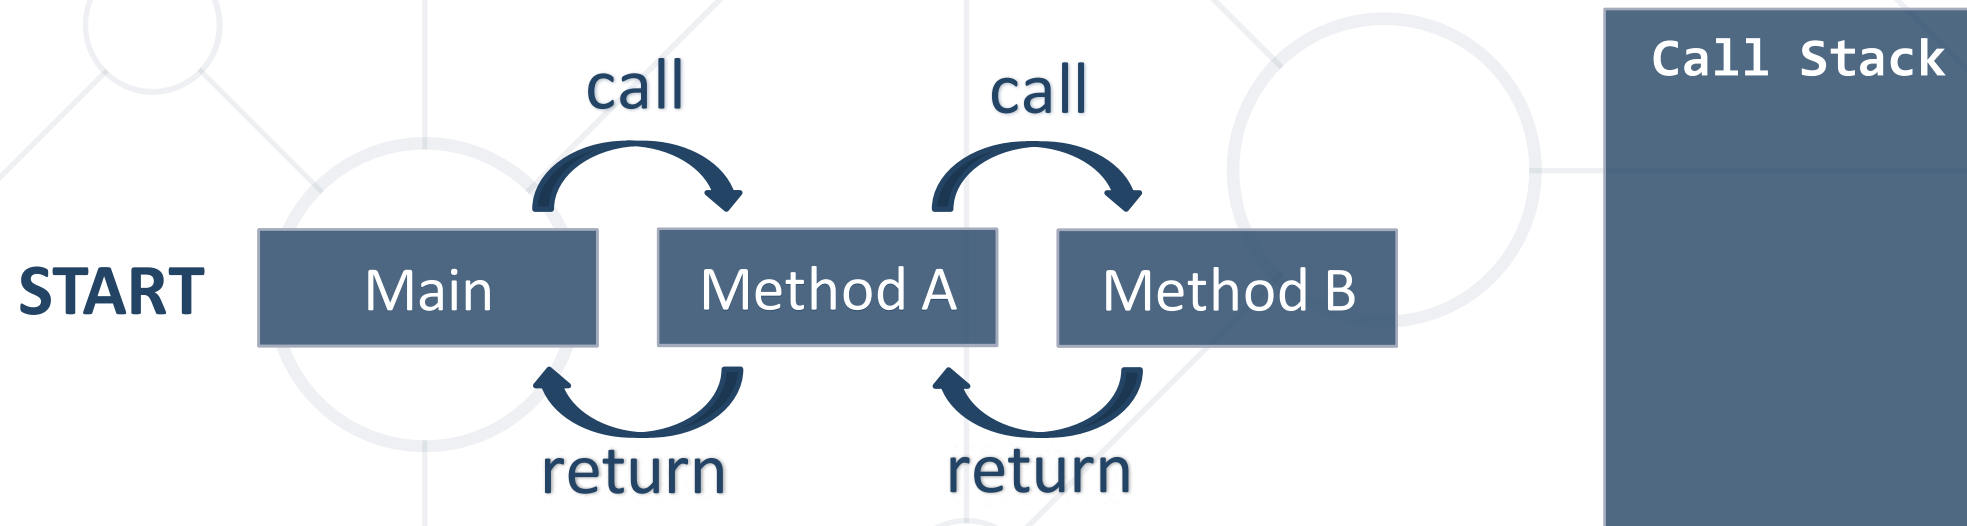 call
call
Call Stack
START
Main
Method A
Method B
return
return